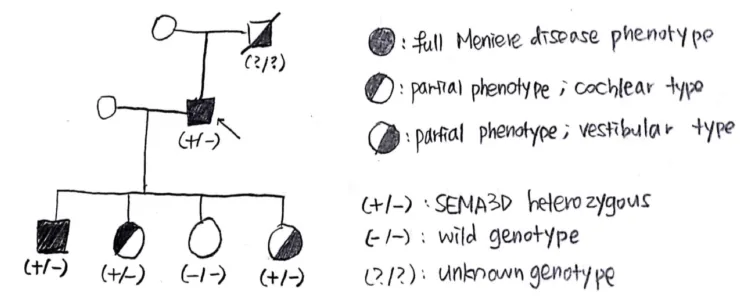 (?/?)
(+/-)
(+/-) (+/-) (-/-) (+/-)
: full Meniere disease phenotype
: partial phenotype ; cochlear type
: partial phenotype ; vestibular type
(+/-) : SEMA3D heterozygous
(-/-) : wild genotype
(?/?) : unknown genotype